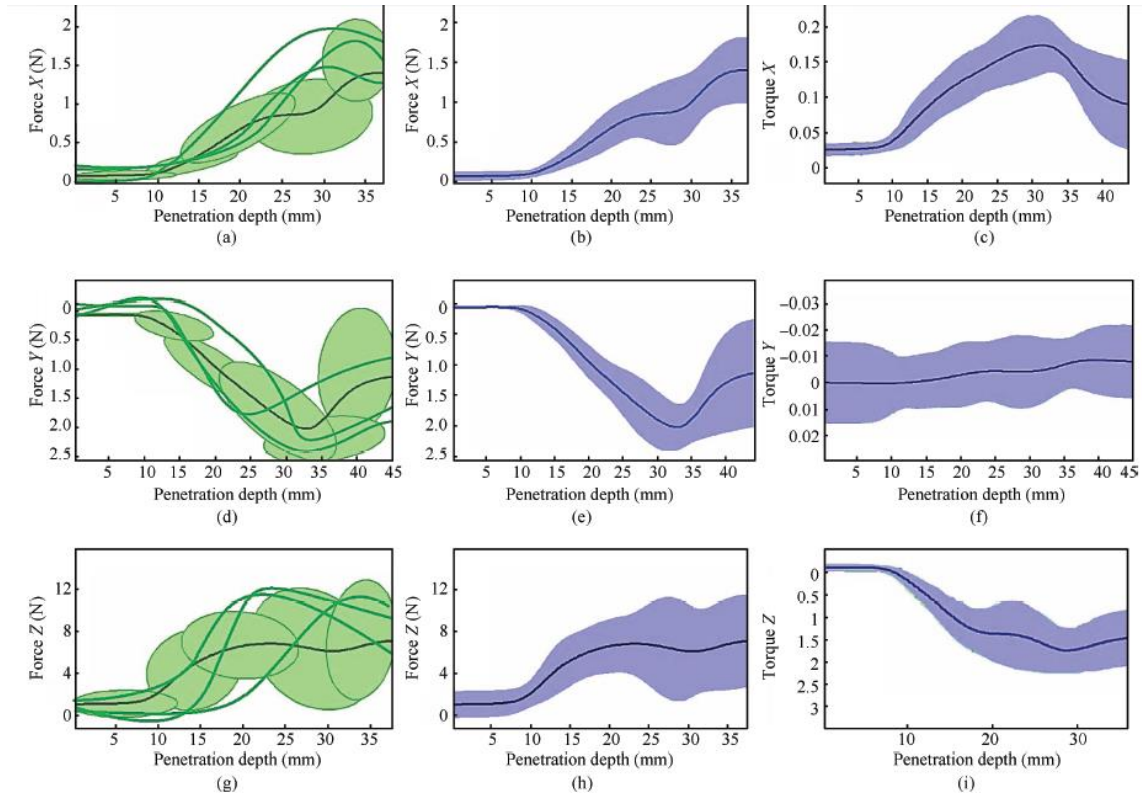 2
1.5
1
0.5
0
Force X (N)
5 10 15 20 25 30 35
Penetration depth (mm)
(a)
2
1.5
1
0.5
0
Force X (N)
5 10 15 20 25 30 35
Penetration depth (mm)
(b)
0.2
0.15
0.1
0.05
0
Torque X
5 10 15 20 25 30 35 40
Penetration depth (mm)
(c)
0
0.5
1.0
1.5
2.0
2.5
Force Y (N)
5 10 15 20 25 30 35 40 45
Penetration depth (mm)
(d)
0
0.5
1.0
1.5
2.0
2.5
Force Y (N)
5 10 15 20 25 30 35 40
Penetration depth (mm)
(e)
-0.03
-0.02
-0.01
0
0.01
0.02
Torque Y
5 10 15 20 25 30 35 40 45
Penetration depth (mm)
(f)
12
8
4
0
Force Z (N)
5 10 15 20 25 30 35
Penetration depth (mm)
(g)
12
8
4
0
Force Z (N)
5 10 15 20 25 30 35
Penetration depth (mm)
(h)
0
0.5
1
1.5
2
2.5
3
Torque Z
10 20 30
Penetration depth (mm)
(i)